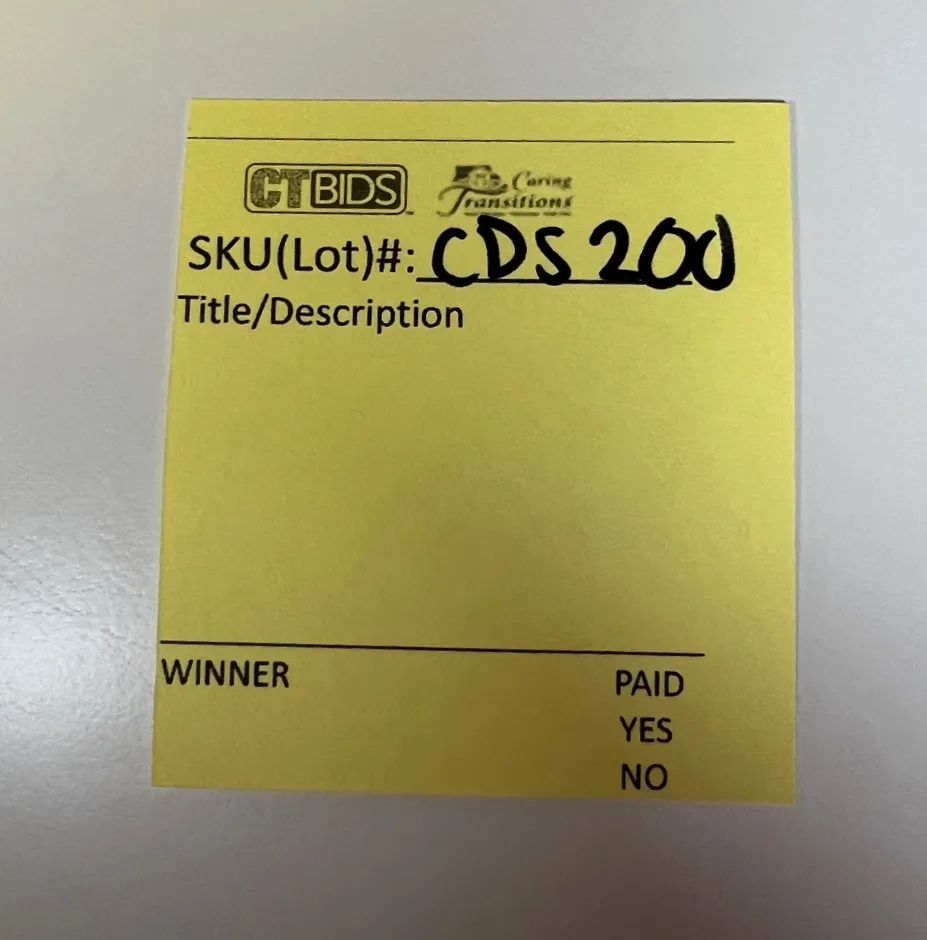 CTBIDS
Caring
Transitions
SKU(Lot)#: CDS 200
Title/Description
WINNER
PAID
YES
NO